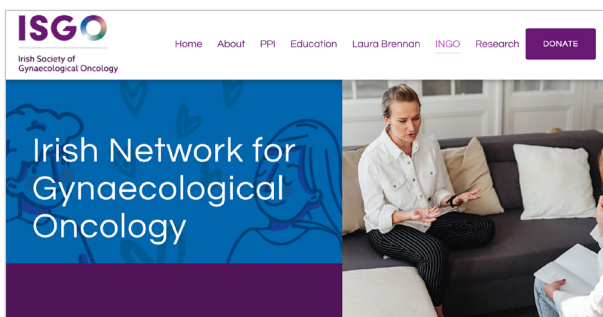 ISGO
Irish Society of
Gynaecological Oncology
Home About PPI Education Laura Brennan INGO Research DONATE
Irish Network for
Gynaecological
Oncology